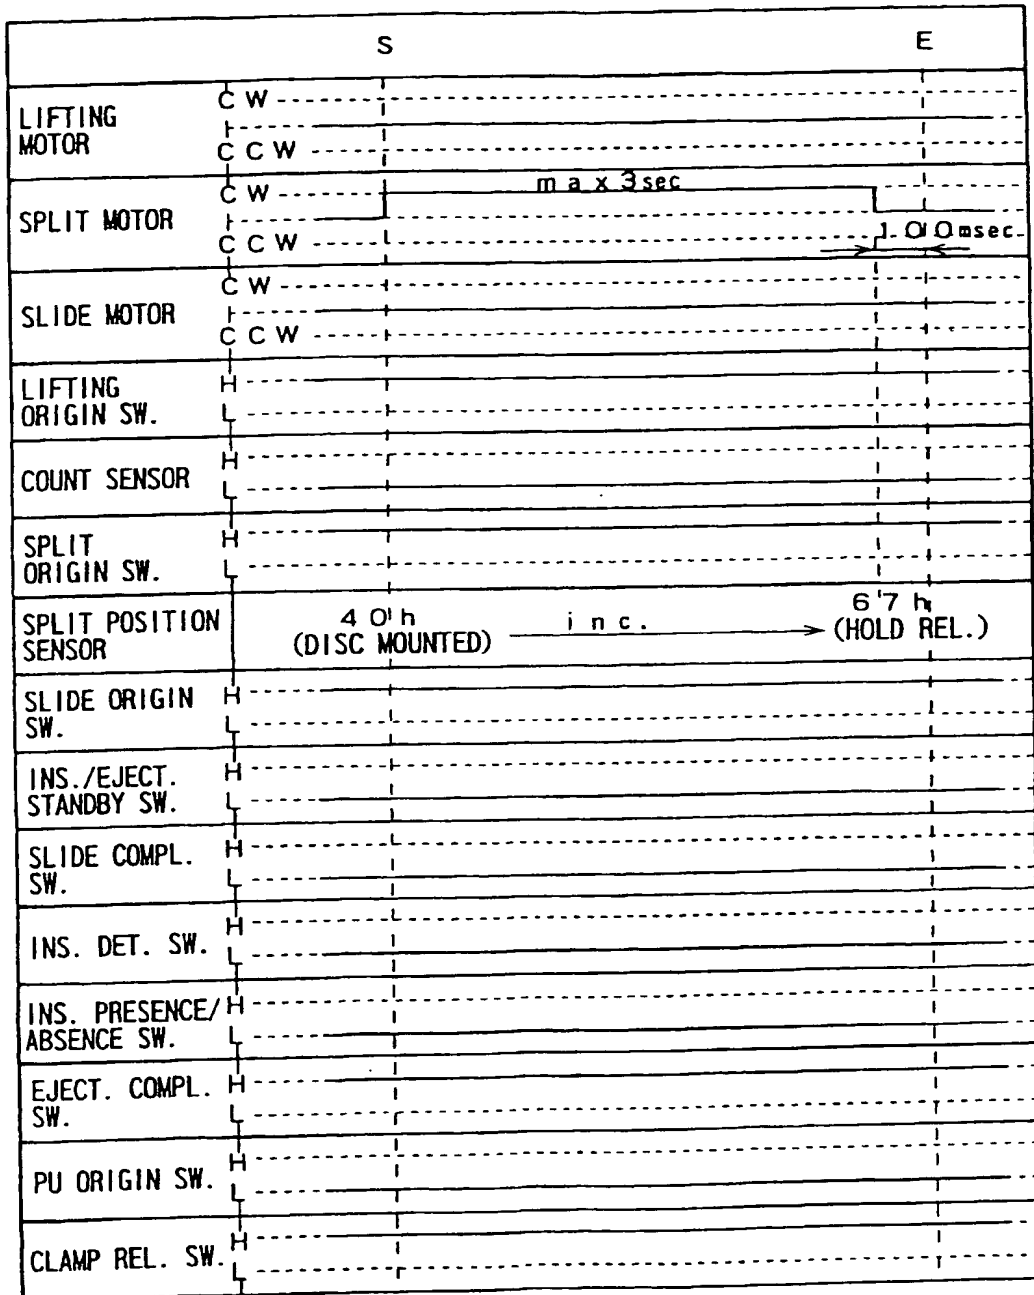 S E
LIFTING MOTOR
CW
CCW
SPLIT MOTOR
CW
max 3sec
CCW
100msec
SLIDE MOTOR
CW
CCW
LIFTING ORIGIN SW.
H
L
COUNT SENSOR
H
L
SPLIT ORIGIN SW.
H
L
SPLIT POSITION SENSOR
40h
(DISC MOUNTED)
inc.
67h
(HOLD REL.)
SLIDE ORIGIN SW.
H
L
INS./EJECT. STANDBY SW.
H
L
SLIDE COMPL. SW.
H
L
INS. DET. SW.
H
L
INS. PRESENCE/ ABSENCE SW.
H
L
EJECT. COMPL. SW.
H
L
PU ORIGIN SW.
H
L
CLAMP REL. SW.
H
L